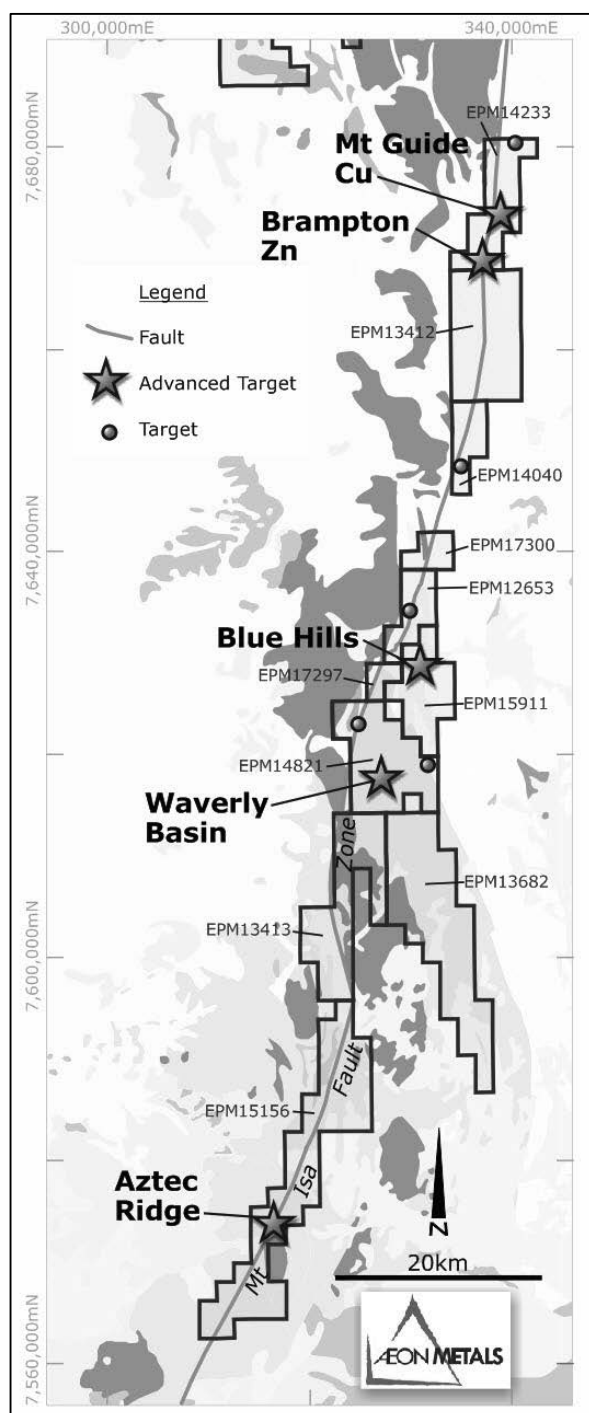 300,000mE
340,000mE
7,680,000mN
7,640,000mN
7,600,000mN
7,560,000mN
EPM14233
Mt Guide
Cu
Brampton
Zn
Legend
Fault
Advanced Target
Target
EPM13412
EPM14040
EPM17300
EPM12653
Blue Hills
EPM17297
EPM15911
EPM14821
Waverly
Basin
EPM13682
EPM13413
EPM15156
Aztec
Ridge
Mt Isa Fault Zone
N
20km
ÆON METALS